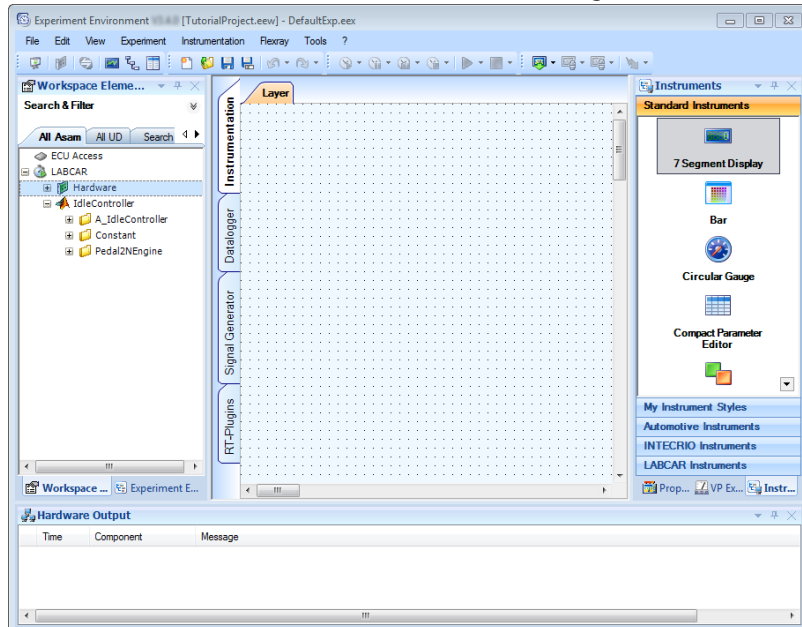 Experiment Environment [TutorialProject.eew] - DefaultExp.eex
File Edit View Experiment Instrumentation Flexray Tools ?
Workspace Eleme...
Search & Filter
All Asam All UD Search
ECU Access
LABCAR
Hardware
IdleController
A_IdleController
Constant
Pedal2NEngine
Workspace ... Experiment E...
Layer
Instrumentation
Datalogger
Signal Generator
RT-Plugins
Instruments
Standard Instruments
7 Segment Display
Bar
Circular Gauge
Compact Parameter
Editor
My Instrument Styles
Automotive Instruments
INTECRIO Instruments
LABCAR Instruments
Prop... VP Ex... Instr...
Hardware Output
Time Component Message